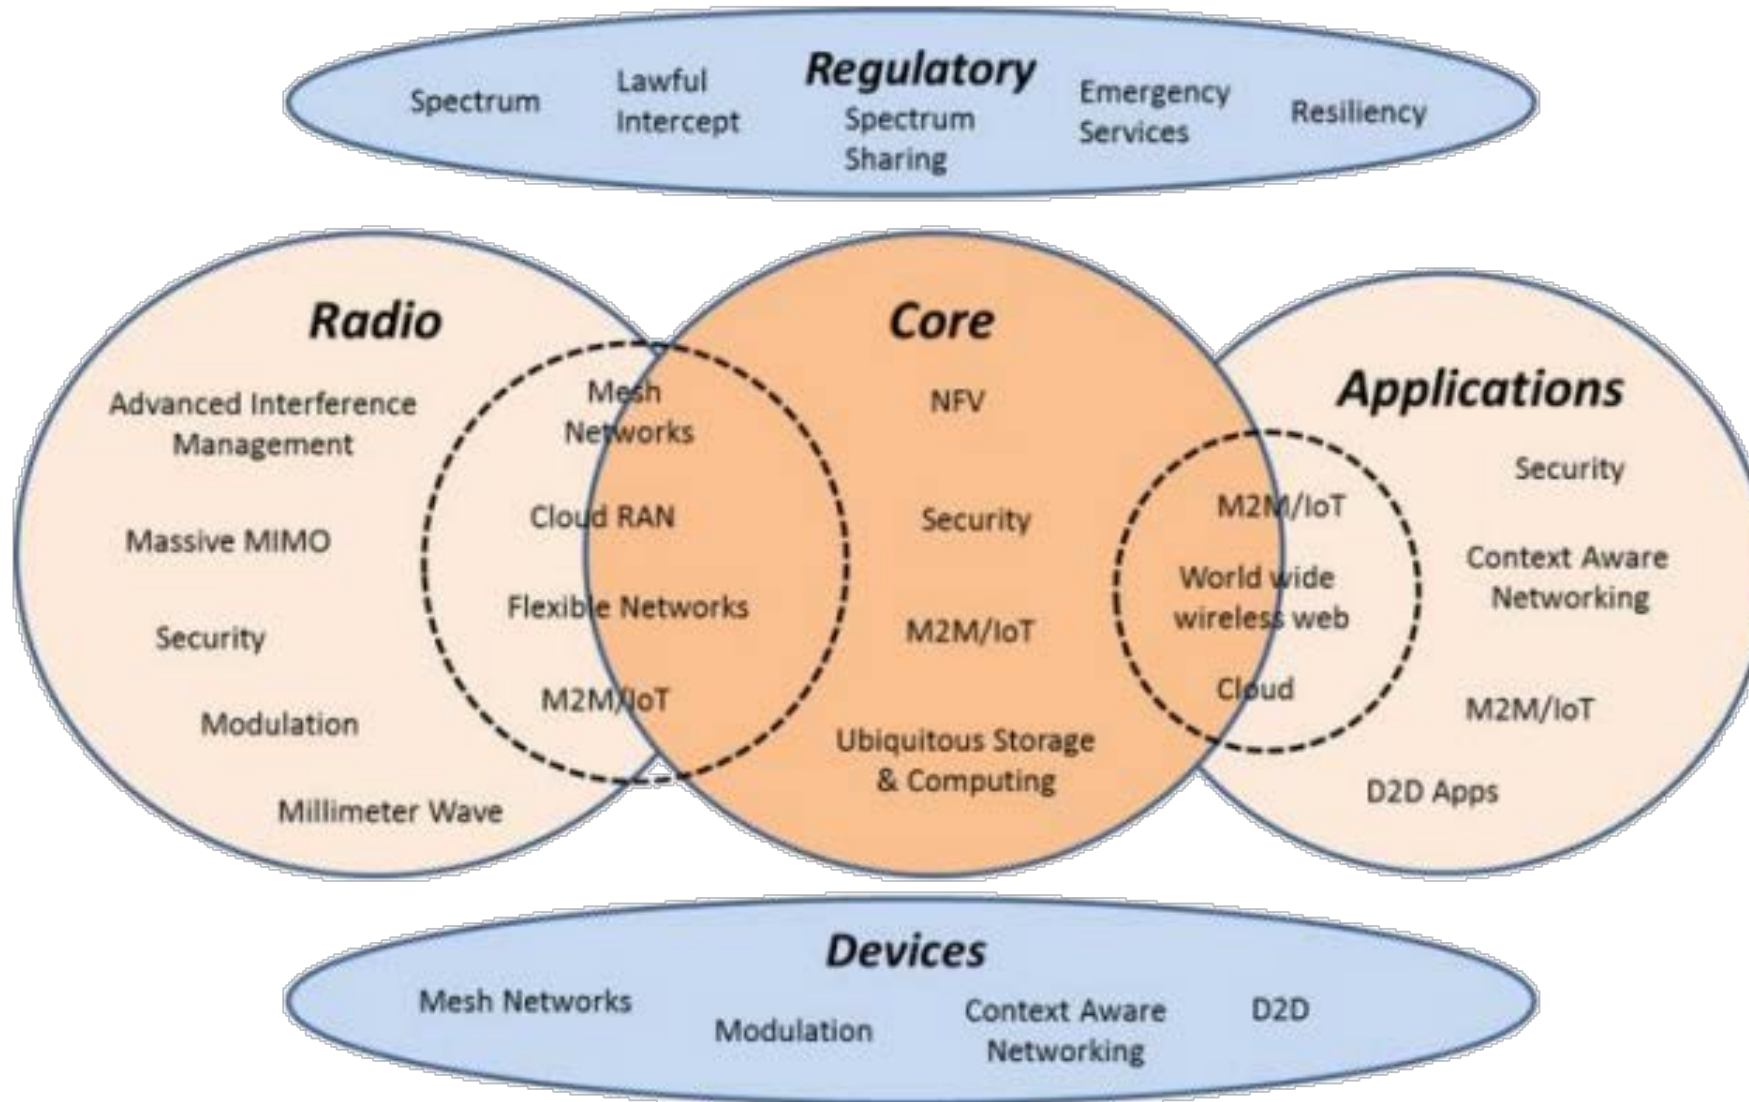 Regulatory
Spectrum
Lawful
Intercept
Spectrum
Sharing
Emergency
Services
Resiliency
Radio
Advanced Interference
Management
Massive MIMO
Security
Modulation
Millimeter Wave
Mesh
Networks
Cloud RAN
Flexible Networks
M2M/IoT
Core
NFV
Security
M2M/IoT
Ubiquitous Storage
& Computing
M2M/IoT
World wide
wireless web
Cloud
Applications
Security
Context Aware
Networking
M2M/IoT
D2D Apps
Devices
Mesh Networks
Modulation
Context Aware
Networking
D2D